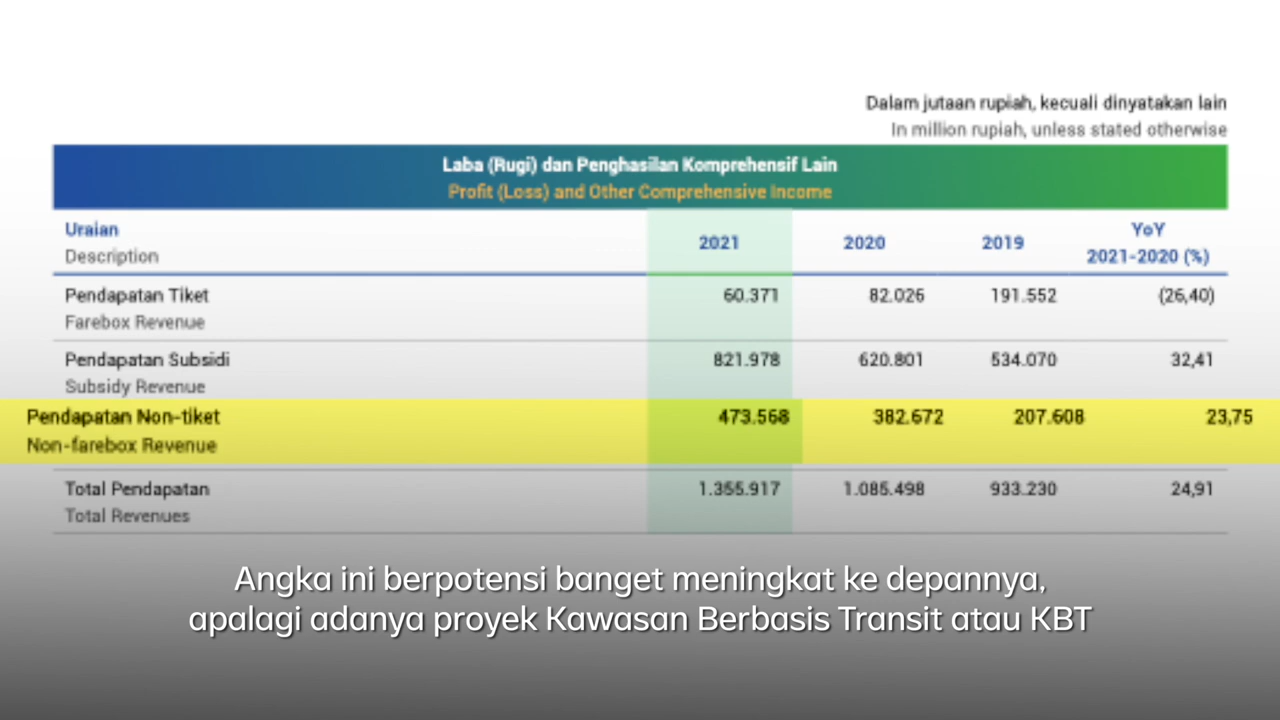 Dalam jutaan rupiah, kecuali dinyatakan lain
In million rupiah, unless stated otherwise
Laba (Rugi) dan Penghasilan Komprehensif Lain
Profit (Loss) and Other Comprehensive Income
Uraian
Description
2021 2020 2019 YoY 2021-2020 (%)
Pendapatan Tiket 60.371 82.026 191.552 (26,40)
Farebox Revenue
Pendapatan Subsidi 821.978 620.801 534.070 32,41
Subsidy Revenue
Pendapatan Non-tiket 473.568 382.672 207.608 23,75
Non-farebox Revenue
Total Pendapatan 1.355.917 1.085.498 933.230 24,91
Total Revenues
Angka ini berpotensi banget meningkat ke depannya,
apalagi adanya proyek Kawasan Berbasis Transit atau KBT